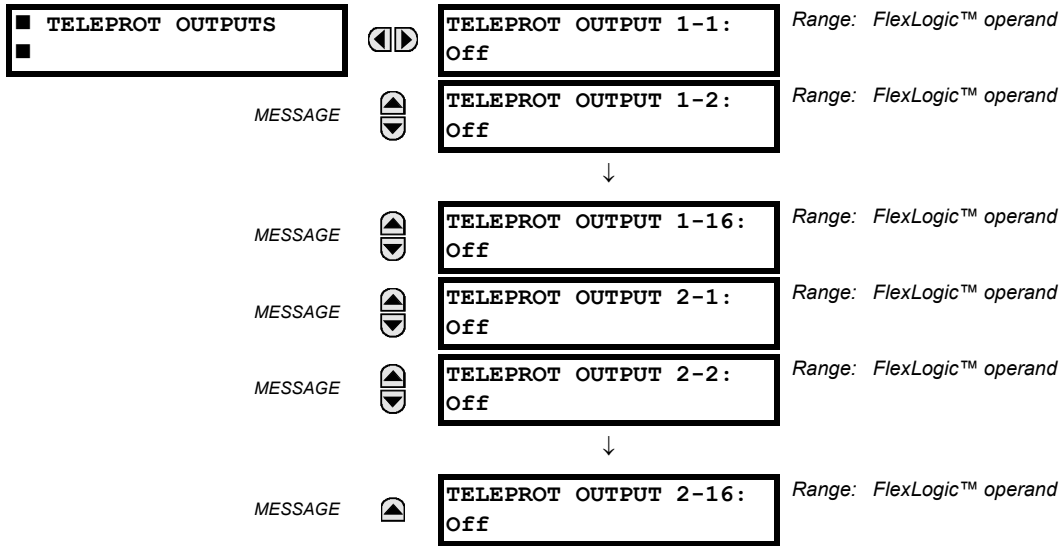 ■ TELEPROT OUTPUTS
■
TELEPROT OUTPUT 1-1:
Off
Range: FlexLogic™ operand
MESSAGE
TELEPROT OUTPUT 1-2:
Off
Range: FlexLogic™ operand
↓
MESSAGE
TELEPROT OUTPUT 1-16:
Off
Range: FlexLogic™ operand
MESSAGE
TELEPROT OUTPUT 2-1:
Off
Range: FlexLogic™ operand
MESSAGE
TELEPROT OUTPUT 2-2:
Off
Range: FlexLogic™ operand
↓
MESSAGE
TELEPROT OUTPUT 2-16:
Off
Range: FlexLogic™ operand